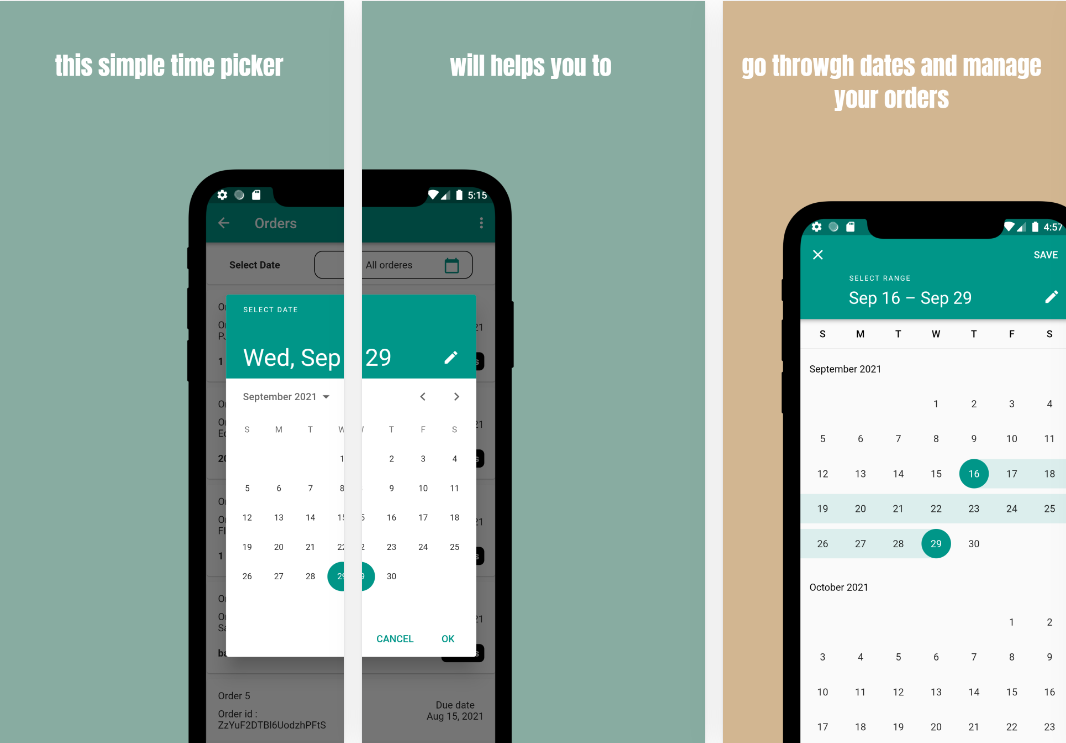 this simple time picker
will helps you to
go throwgh dates and manage
your orders
5:15
Orders
Select Date
All orderes
SELECT DATE
Wed, Sep 29
September 2021
S M T W T F S
1 2 3 4
5 6 7 8 9 10 11
12 13 14 15 16 17 18
19 20 21 22 23 24 25
26 27 28 29 30
CANCEL OK
Order 5
Order id :
ZzYuF2DTBl6UodzhPFtS
Due date
Aug 15, 2021
4:57
SAVE
SELECT RANGE
Sep 16 – Sep 29
S M T W T F S
September 2021
1 2 3 4
5 6 7 8 9 10 11
12 13 14 15 16 17 18
19 20 21 22 23 24 25
26 27 28 29 30
October 2021
1 2
3 4 5 6 7 8 9
10 11 12 13 14 15 16
17 18 19 20 21 22 23